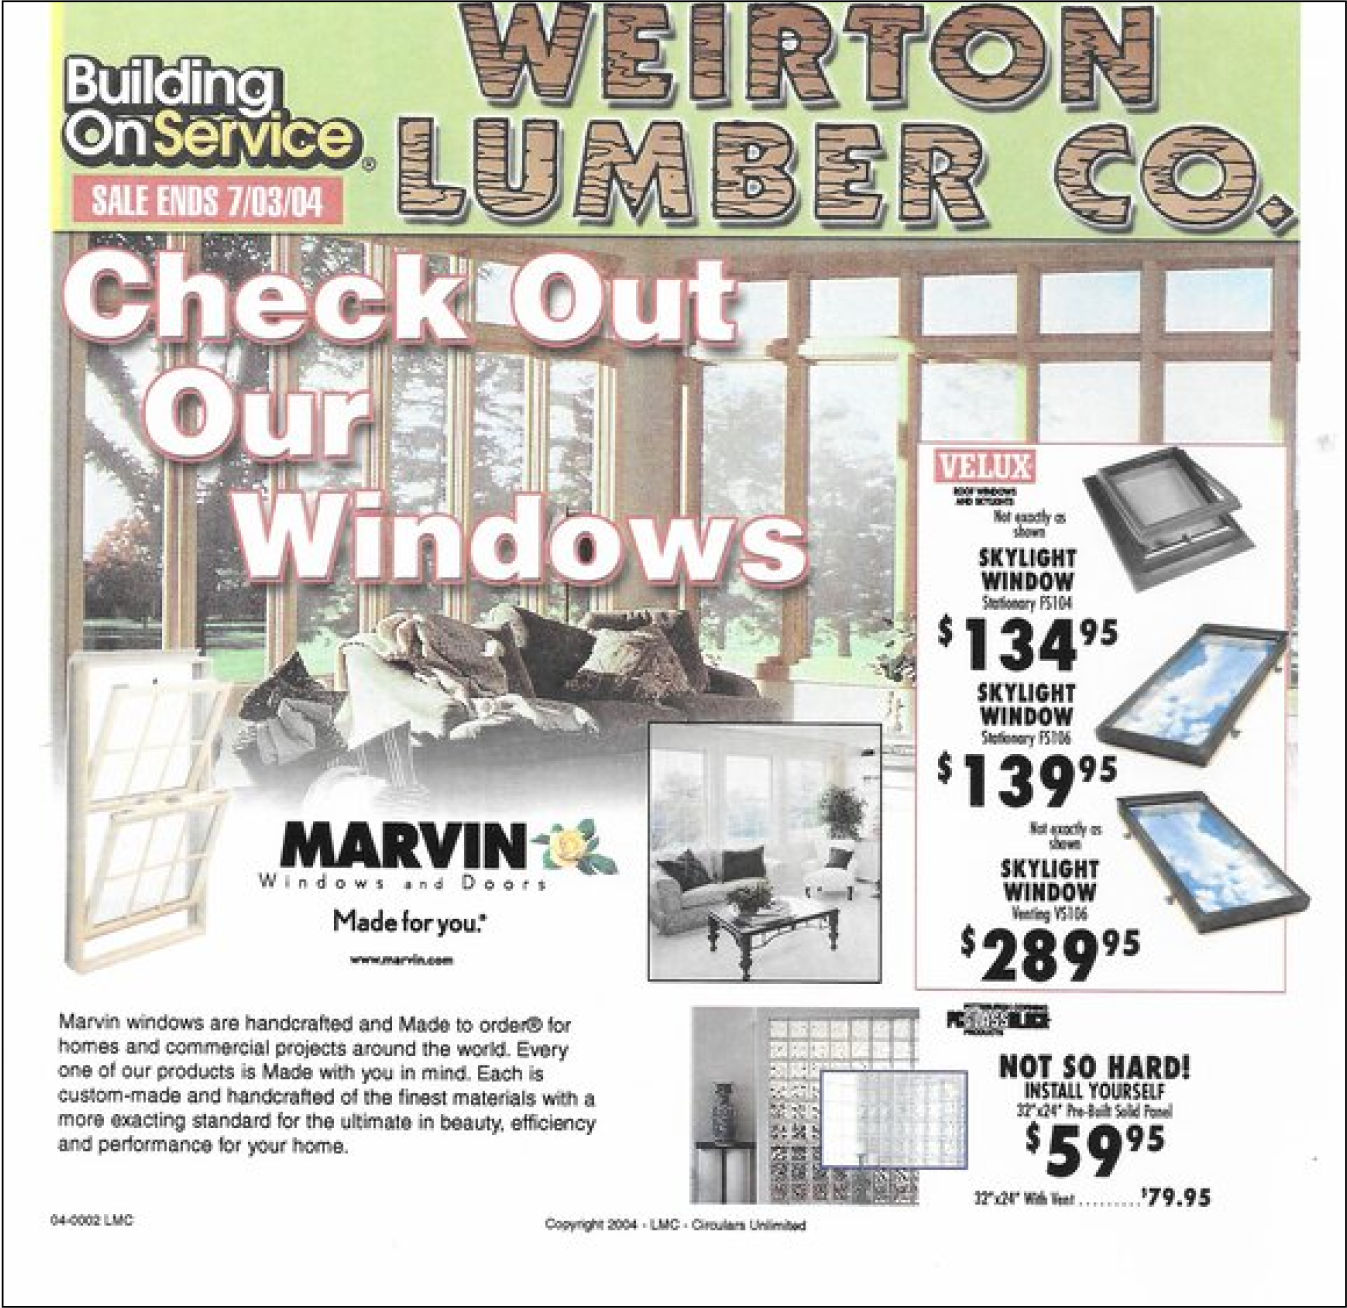 WEIRTON
LUMBER CO.
Building
On Service®
SALE ENDS 7/03/04
Check Out
Our
Windows
VELUX
ROOF WINDOWS
AND SKYLIGHTS
Not exactly as
shown
SKYLIGHT
WINDOW
Stationary FS104
$134.95
SKYLIGHT
WINDOW
Stationary FS106
$139.95
Not exactly as
shown
SKYLIGHT
WINDOW
Venting VS106
$289.95
MARVIN
Windows and Doors
Made for you.®
www.marvin.com
Marvin windows are handcrafted and Made to order® for
homes and commercial projects around the world. Every
one of our products is Made with you in mind. Each is
custom-made and handcrafted of the finest materials with a
more exacting standard for the ultimate in beauty, efficiency
and performance for your home.
PC GLASS BLOCK
PRODUCTS
NOT SO HARD!
INSTALL YOURSELF
32"x24" Pre-Built Solid Panel
$59.95
32"x24" With Vent .........$79.95
04-0002 LMC
Copyright 2004 - LMC - Circulars Unlimited